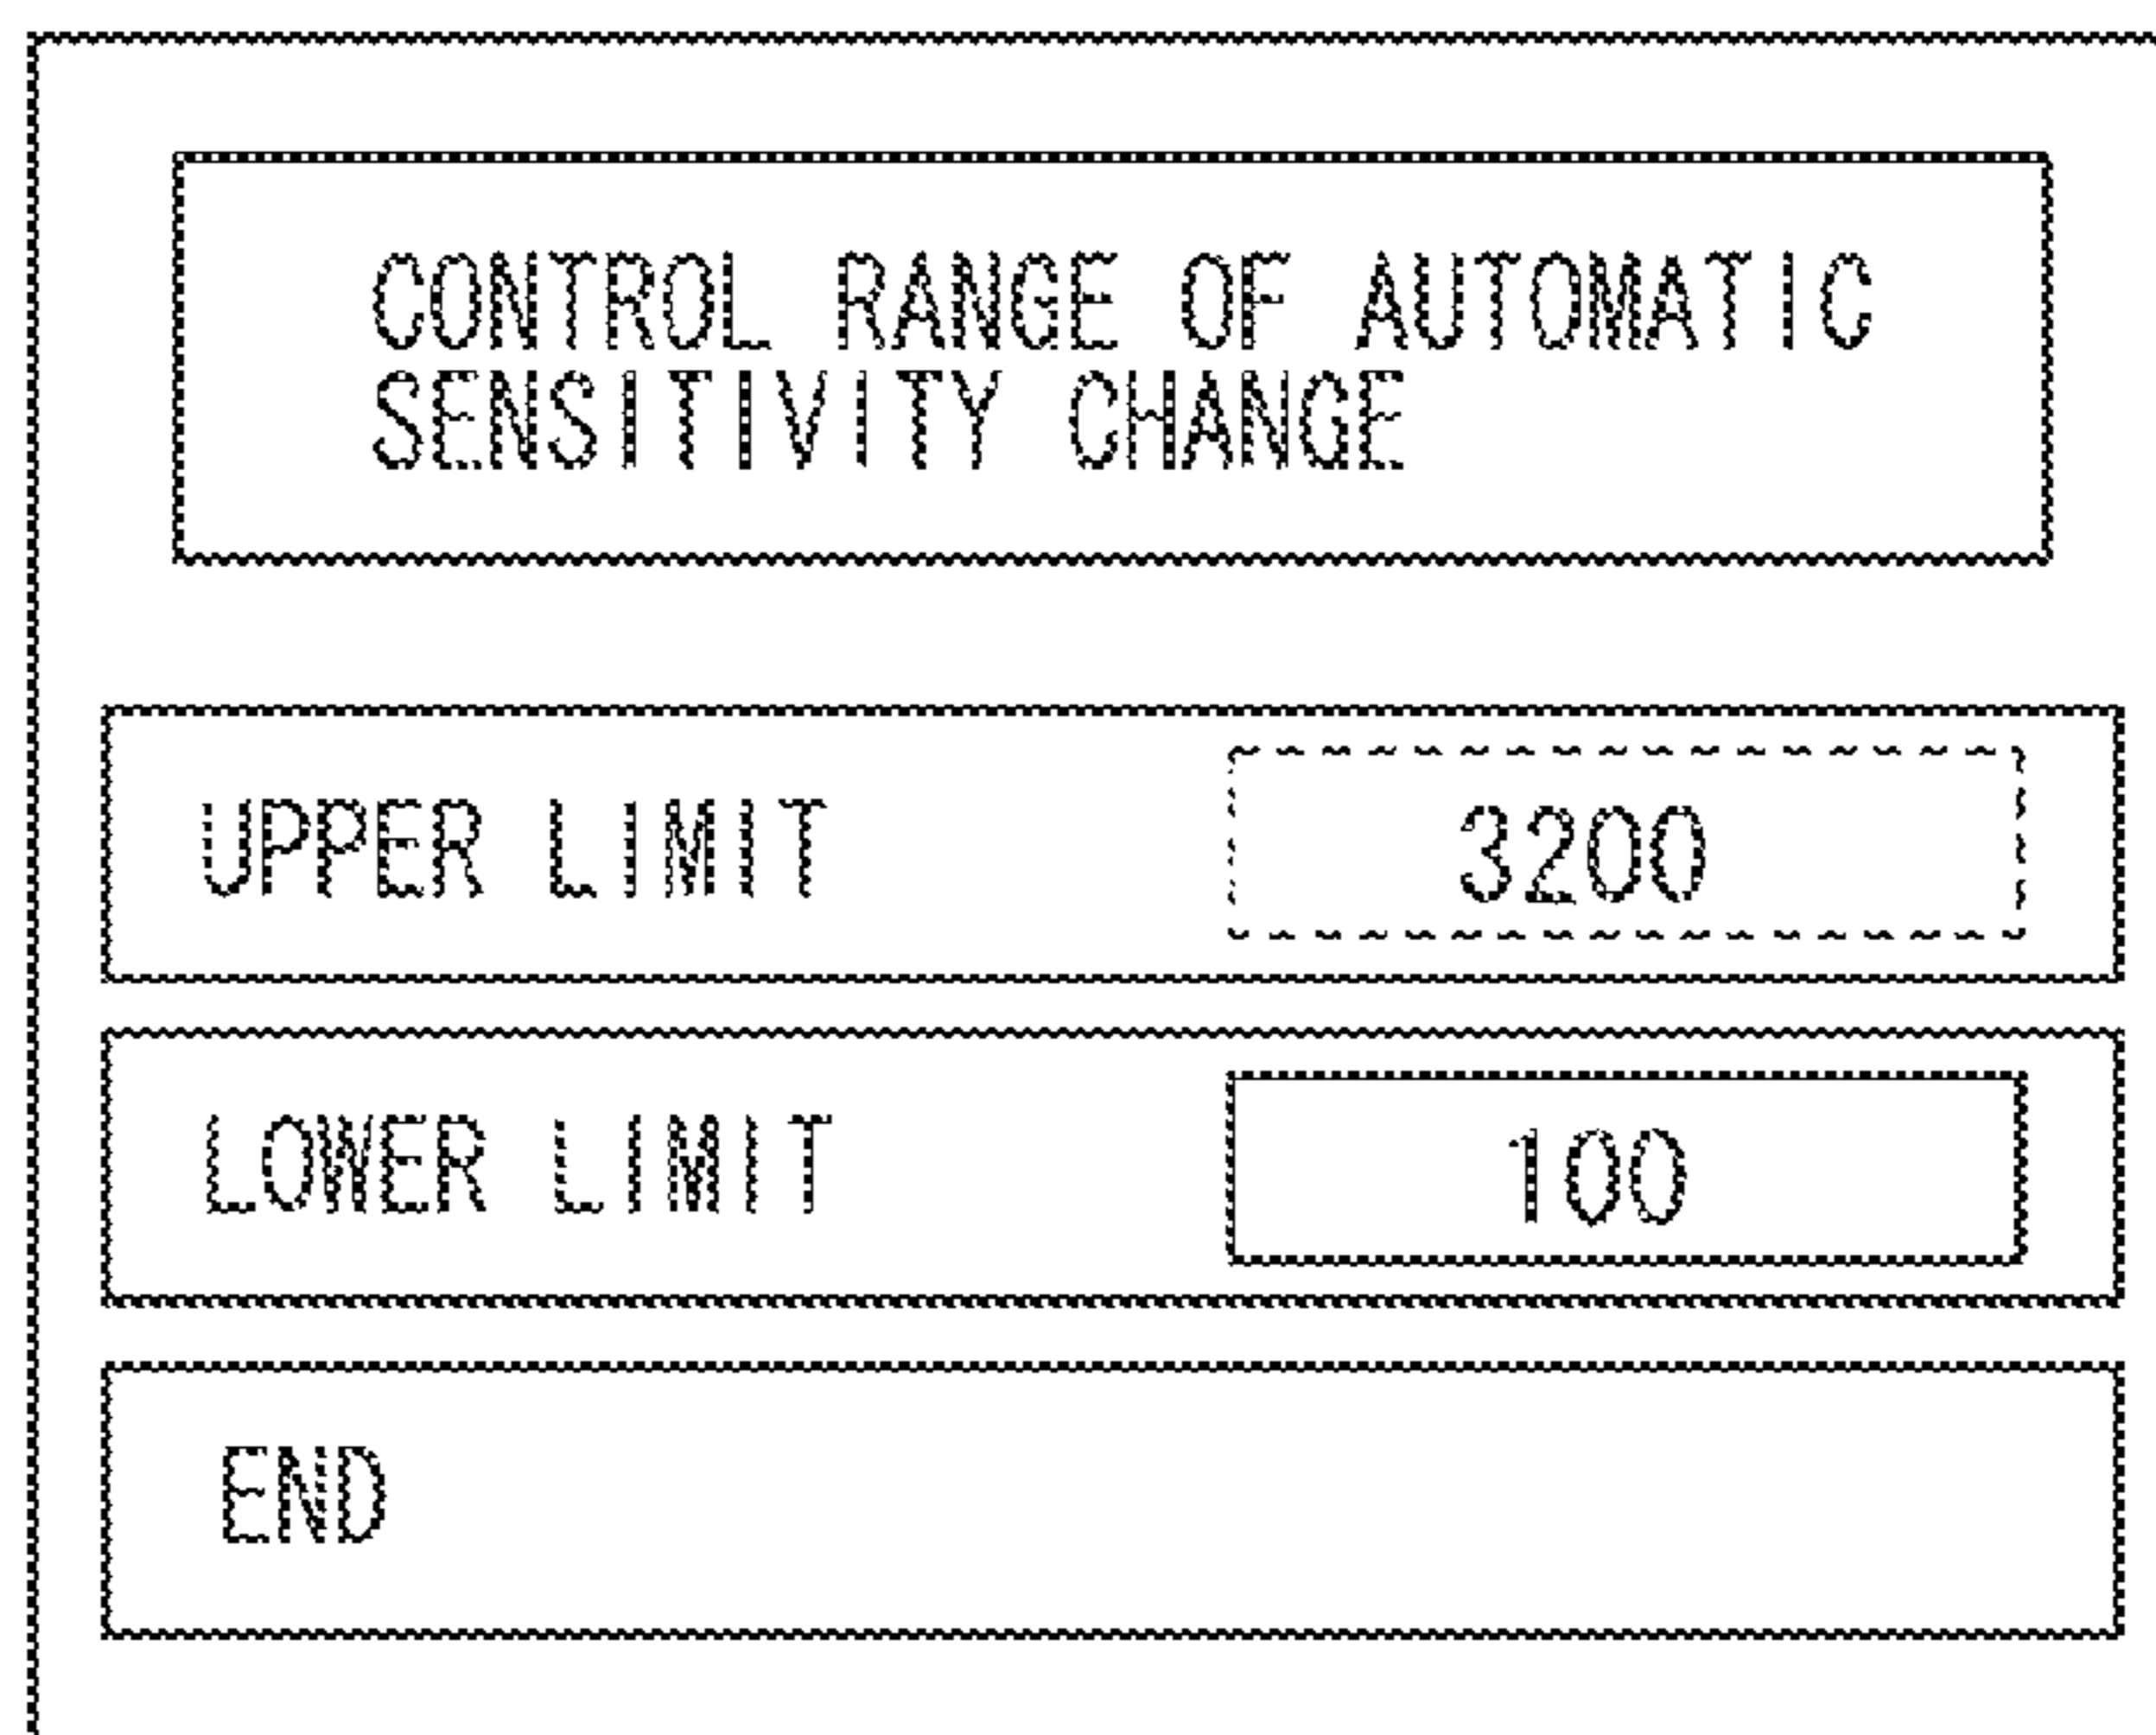 CONTROL RANGE OF AUTOMATIC
SENSITIVITY CHANGE
UPPER LIMIT 3200
LOWER LIMIT 100
END